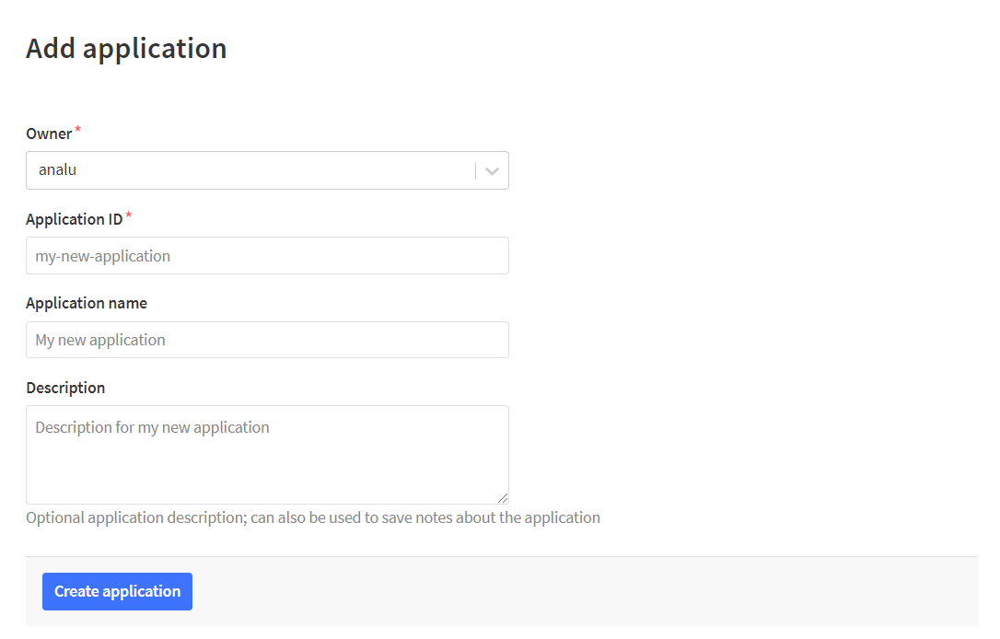 Add application
Owner *
analu
Application ID *
my-new-application
Application name
My new application
Description
Description for my new application
Optional application description; can also be used to save notes about the application
Create application